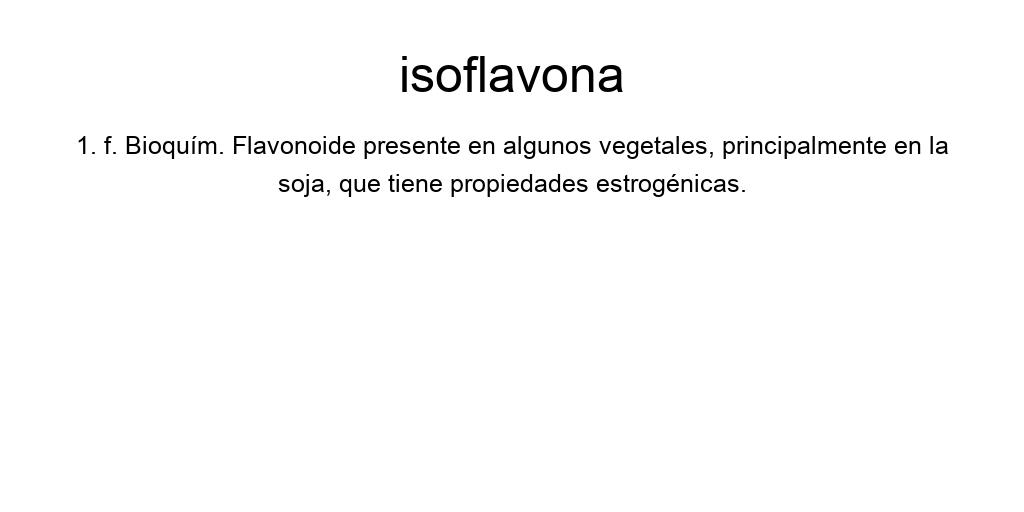 isoflavona
1. f. Bioquím. Flavonoide presente en algunos vegetales, principalmente en la
soja, que tiene propiedades estrogénicas.